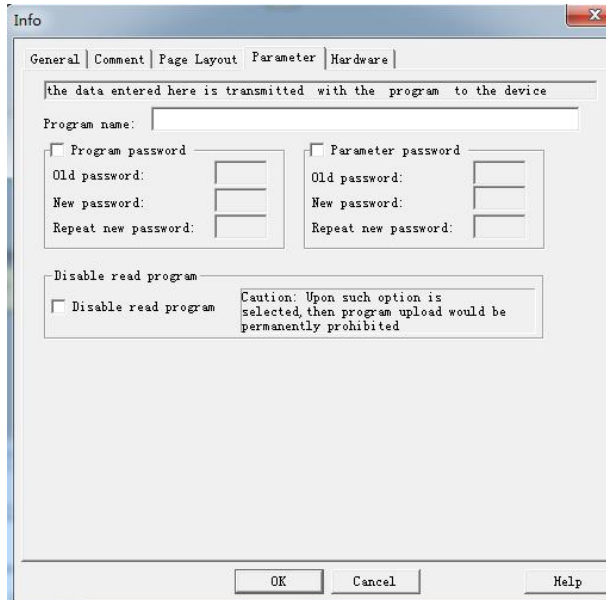 Info
General Comment Page Layout Parameter Hardware
the data entered here is transmitted with the program to the device
Program name:
Program password
Old password:
New password:
Repeat new password:
Parameter password
Old password:
New password:
Repeat new password:
Disable read program
Disable read program
Caution: Upon such option is
selected,then program upload would be
permanently prohibited
OK Cancel Help